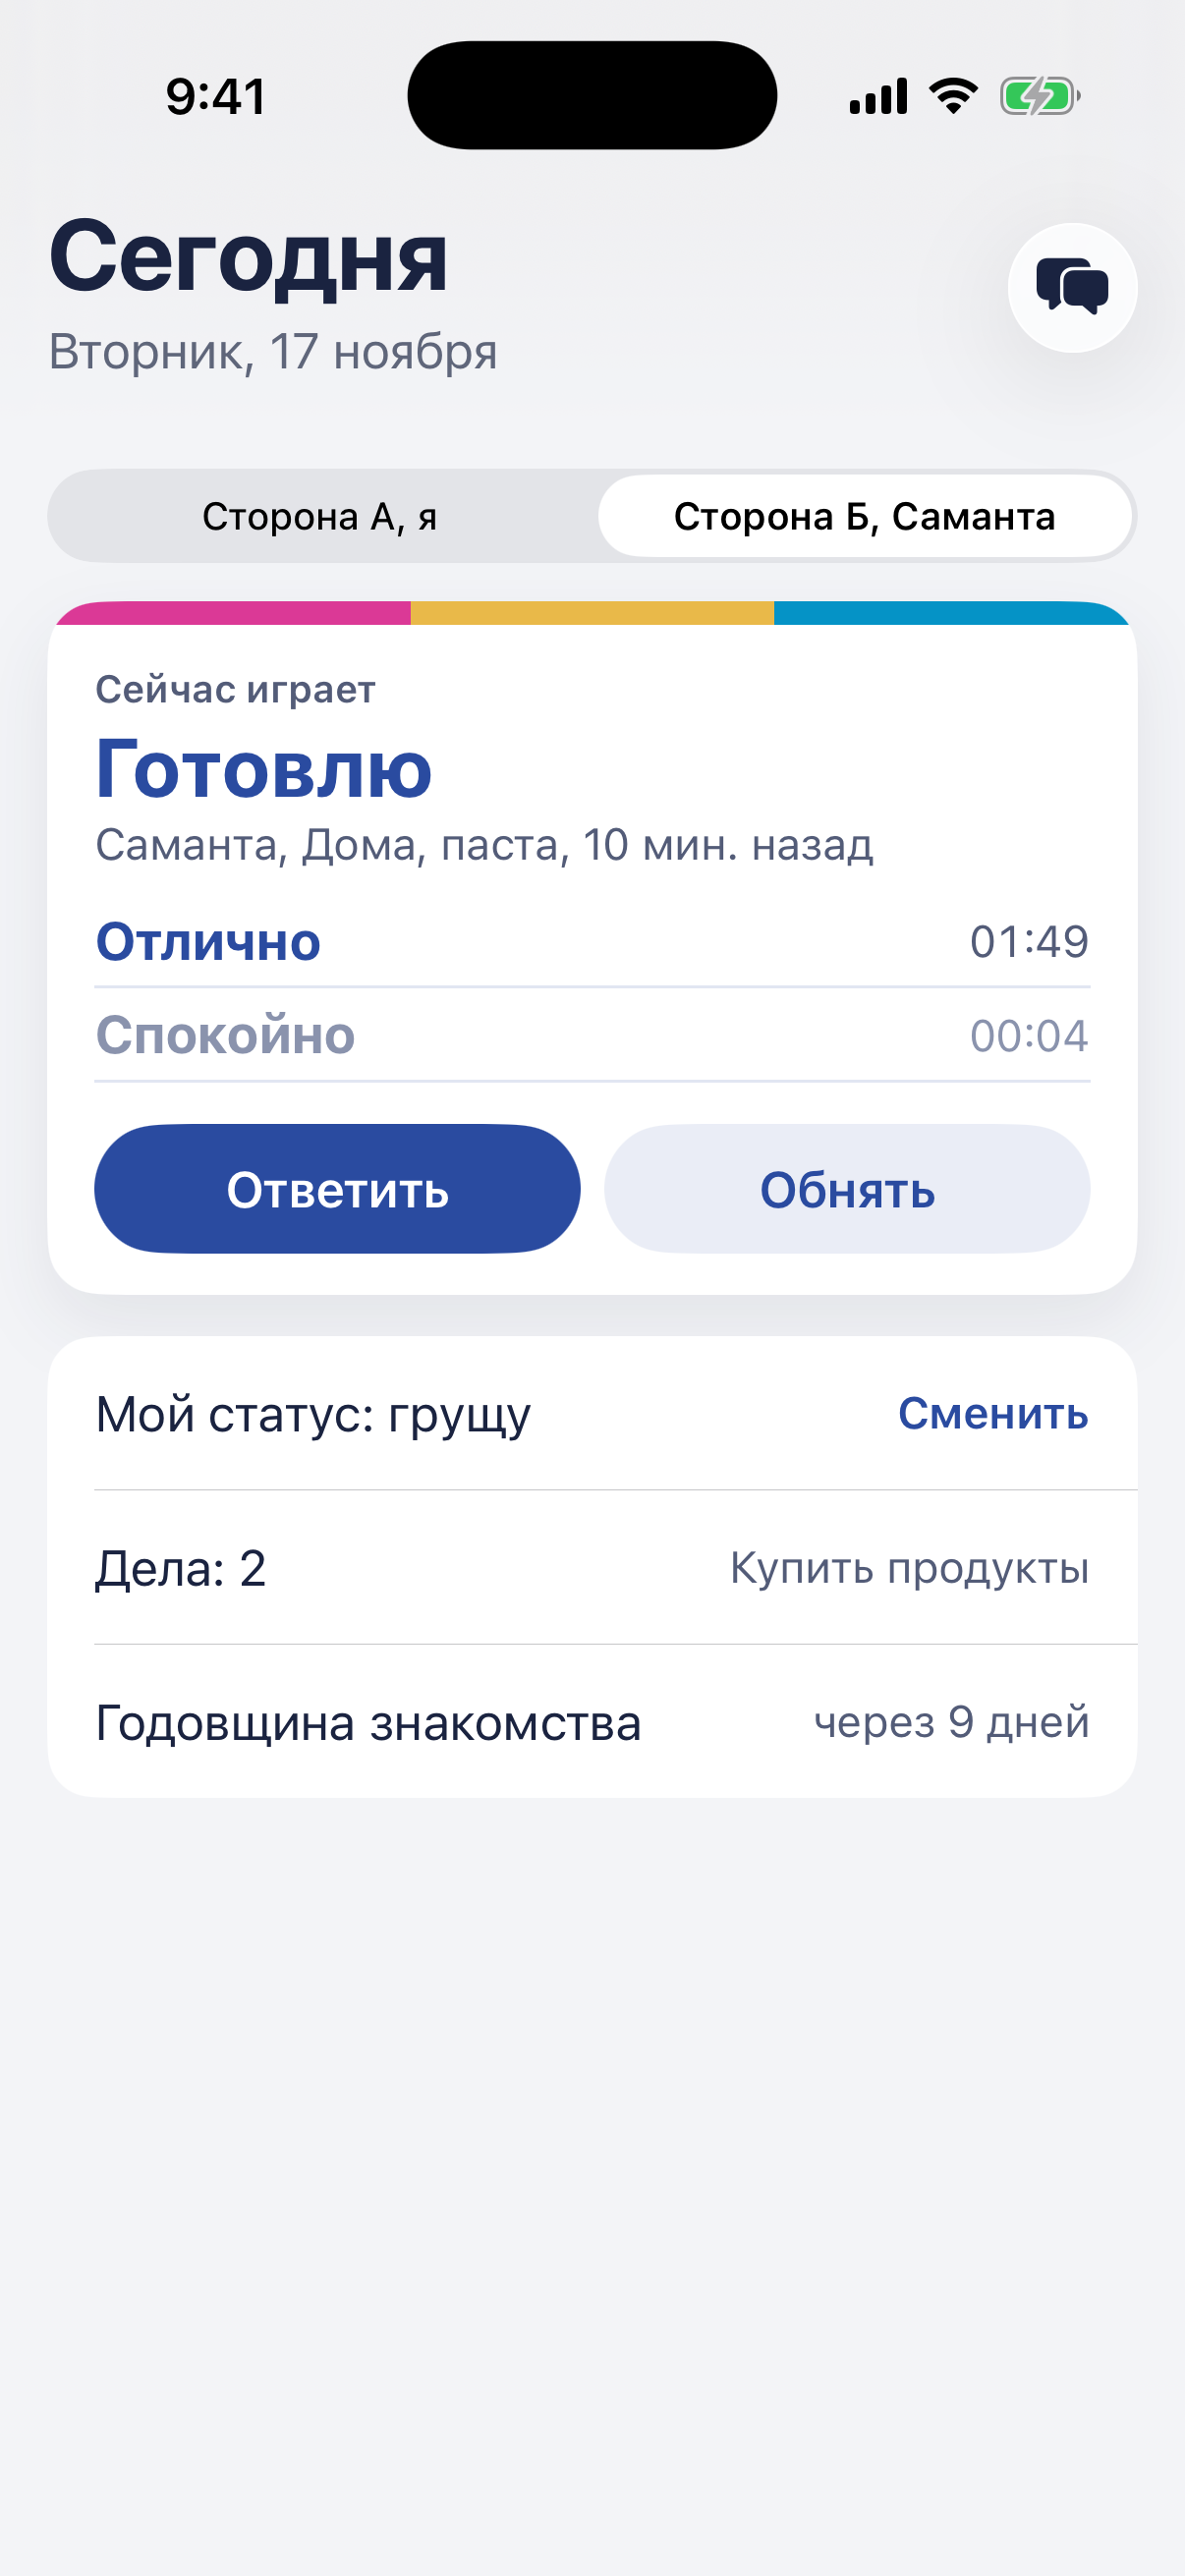 9:41
Сегодня
Вторник, 17 ноября
Сторона А, я
Сторона Б, Саманта
Сейчас играет
Готовлю
Саманта, Дома, паста, 10 мин. назад
Отлично 01:49
Спокойно 00:04
Ответить
Обнять
Мой статус: грущу Сменить
Дела: 2 Купить продукты
Годовщина знакомства через 9 дней